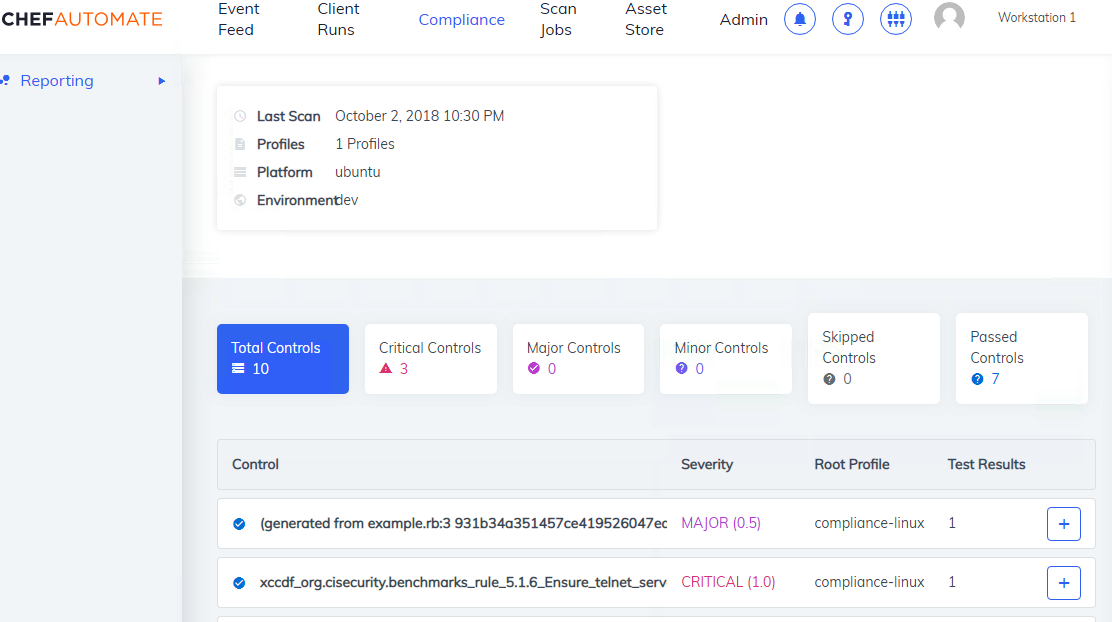 CHEFAUTOMATE
Event Feed
Client Runs
Compliance
Scan Jobs
Asset Store
Admin
Workstation 1
Reporting
Last Scan October 2, 2018 10:30 PM
Profiles 1 Profiles
Platform ubuntu
Environment dev
Total Controls
10
Critical Controls
3
Major Controls
0
Minor Controls
0
Skipped
Controls
0
Passed
Controls
7
Control Severity Root Profile Test Results
(generated from example.rb:3 931b34a351457ce419526047ec MAJOR (0.5) compliance-linux 1 +
xccdf_org.cisecurity.benchmarks_rule_5.1.6_Ensure_telnet_serv CRITICAL (1.0) compliance-linux 1 +